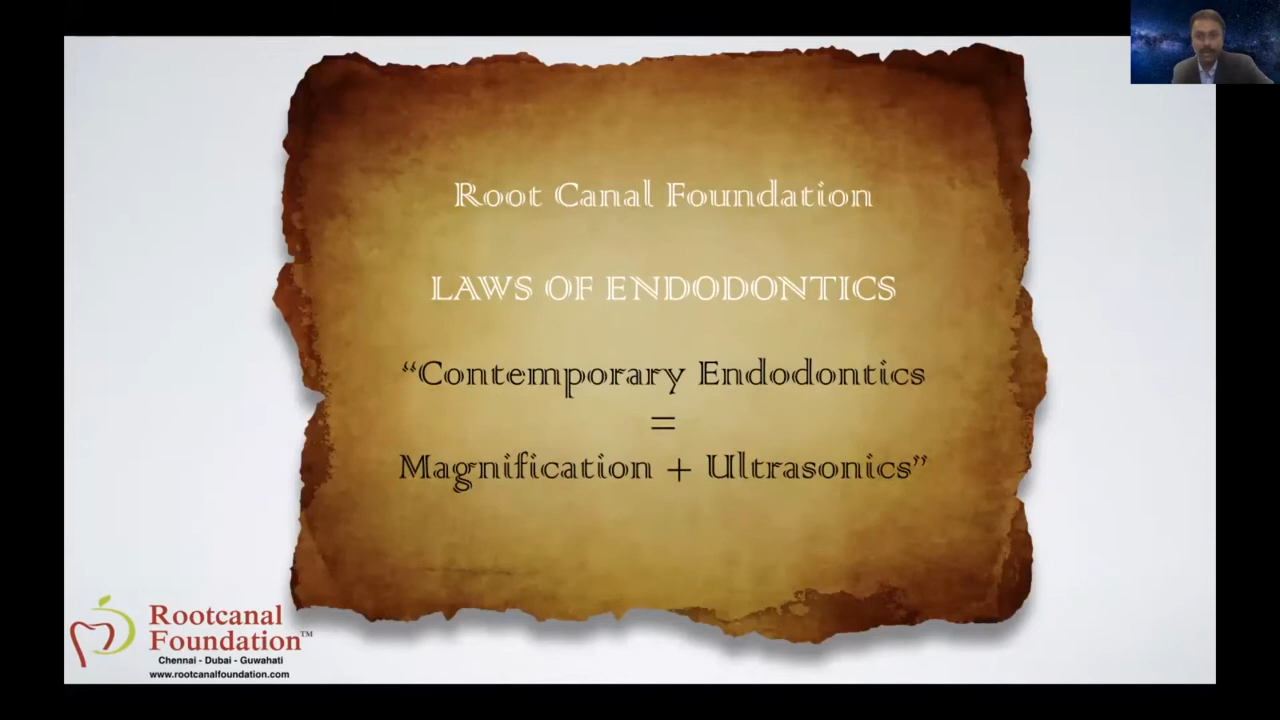 Root Canal Foundation
LAWS OF ENDODONTICS
“Contemporary Endodontics
=
Magnification + Ultrasonics”
Rootcanal
Foundation™
Chennai - Dubai - Guwahati
www.rootcanalfoundation.com